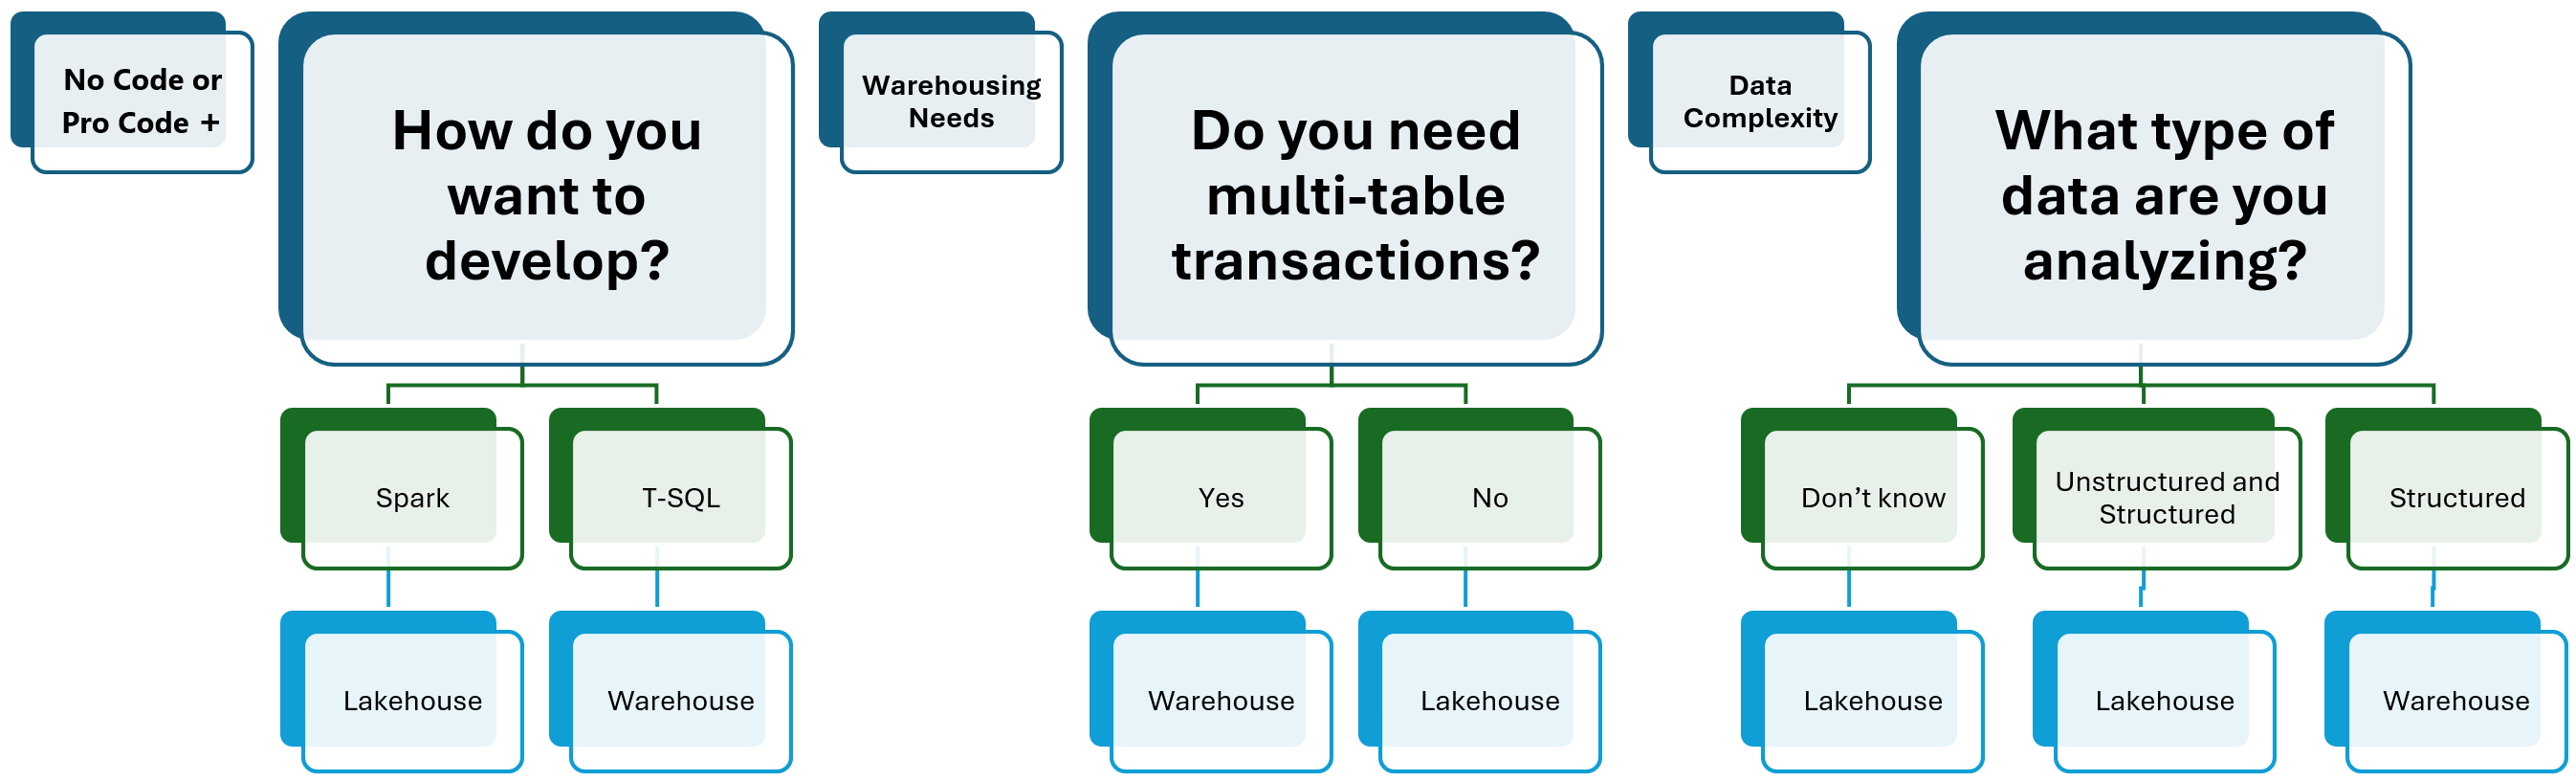 No Code or
Pro Code +
How do you
want to
develop?
Spark
T-SQL
Lakehouse
Warehouse
Warehousing
Needs
Do you need
multi-table
transactions?
Yes
No
Warehouse
Lakehouse
Data
Complexity
What type of
data are you
analyzing?
Don’t know
Unstructured and
Structured
Structured
Lakehouse
Lakehouse
Warehouse